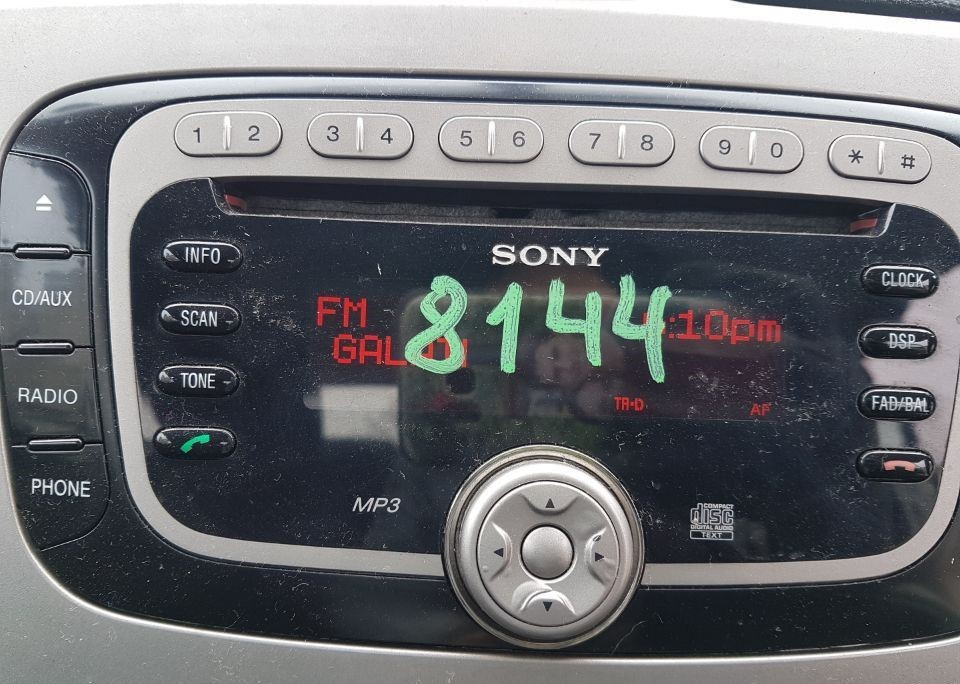 1 2 3 4 5 6 7 8 9 0 * #
INFO SONY CLOCK
CD/AUX SCAN FM 8144 :10pm DSP
TONE FAD/BAL
RADIO TA·D AF
PHONE MP3 COMPACT
disc
DIGITAL AUDIO
TEXT